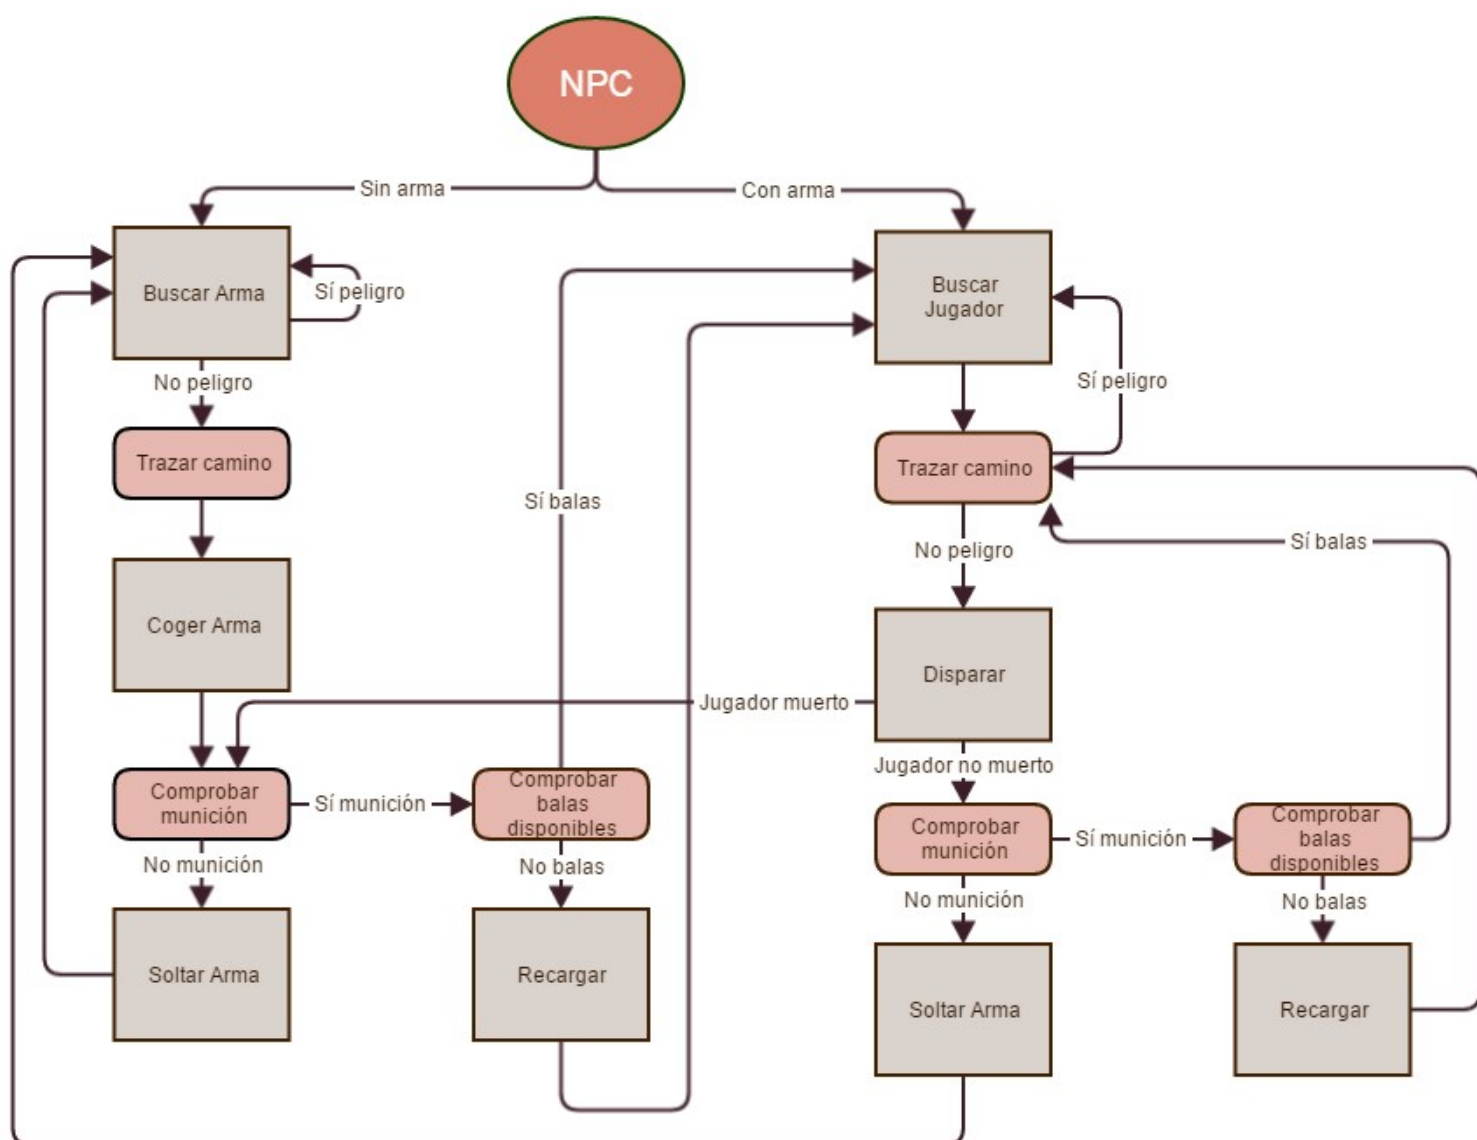 NPC
Sin arma
Con arma
Buscar Arma
Sí peligro
Buscar
Jugador
No peligro
Sí peligro
Trazar camino
Trazar camino
Sí balas
No peligro
Sí balas
Coger Arma
Disparar
Jugador muerto
Jugador no muerto
Comprobar
munición
Sí munición
Comprobar
balas
disponibles
Comprobar
munición
Sí munición
Comprobar
balas
disponibles
No munición
No balas
No munición
No balas
Soltar Arma
Recargar
Soltar Arma
Recargar